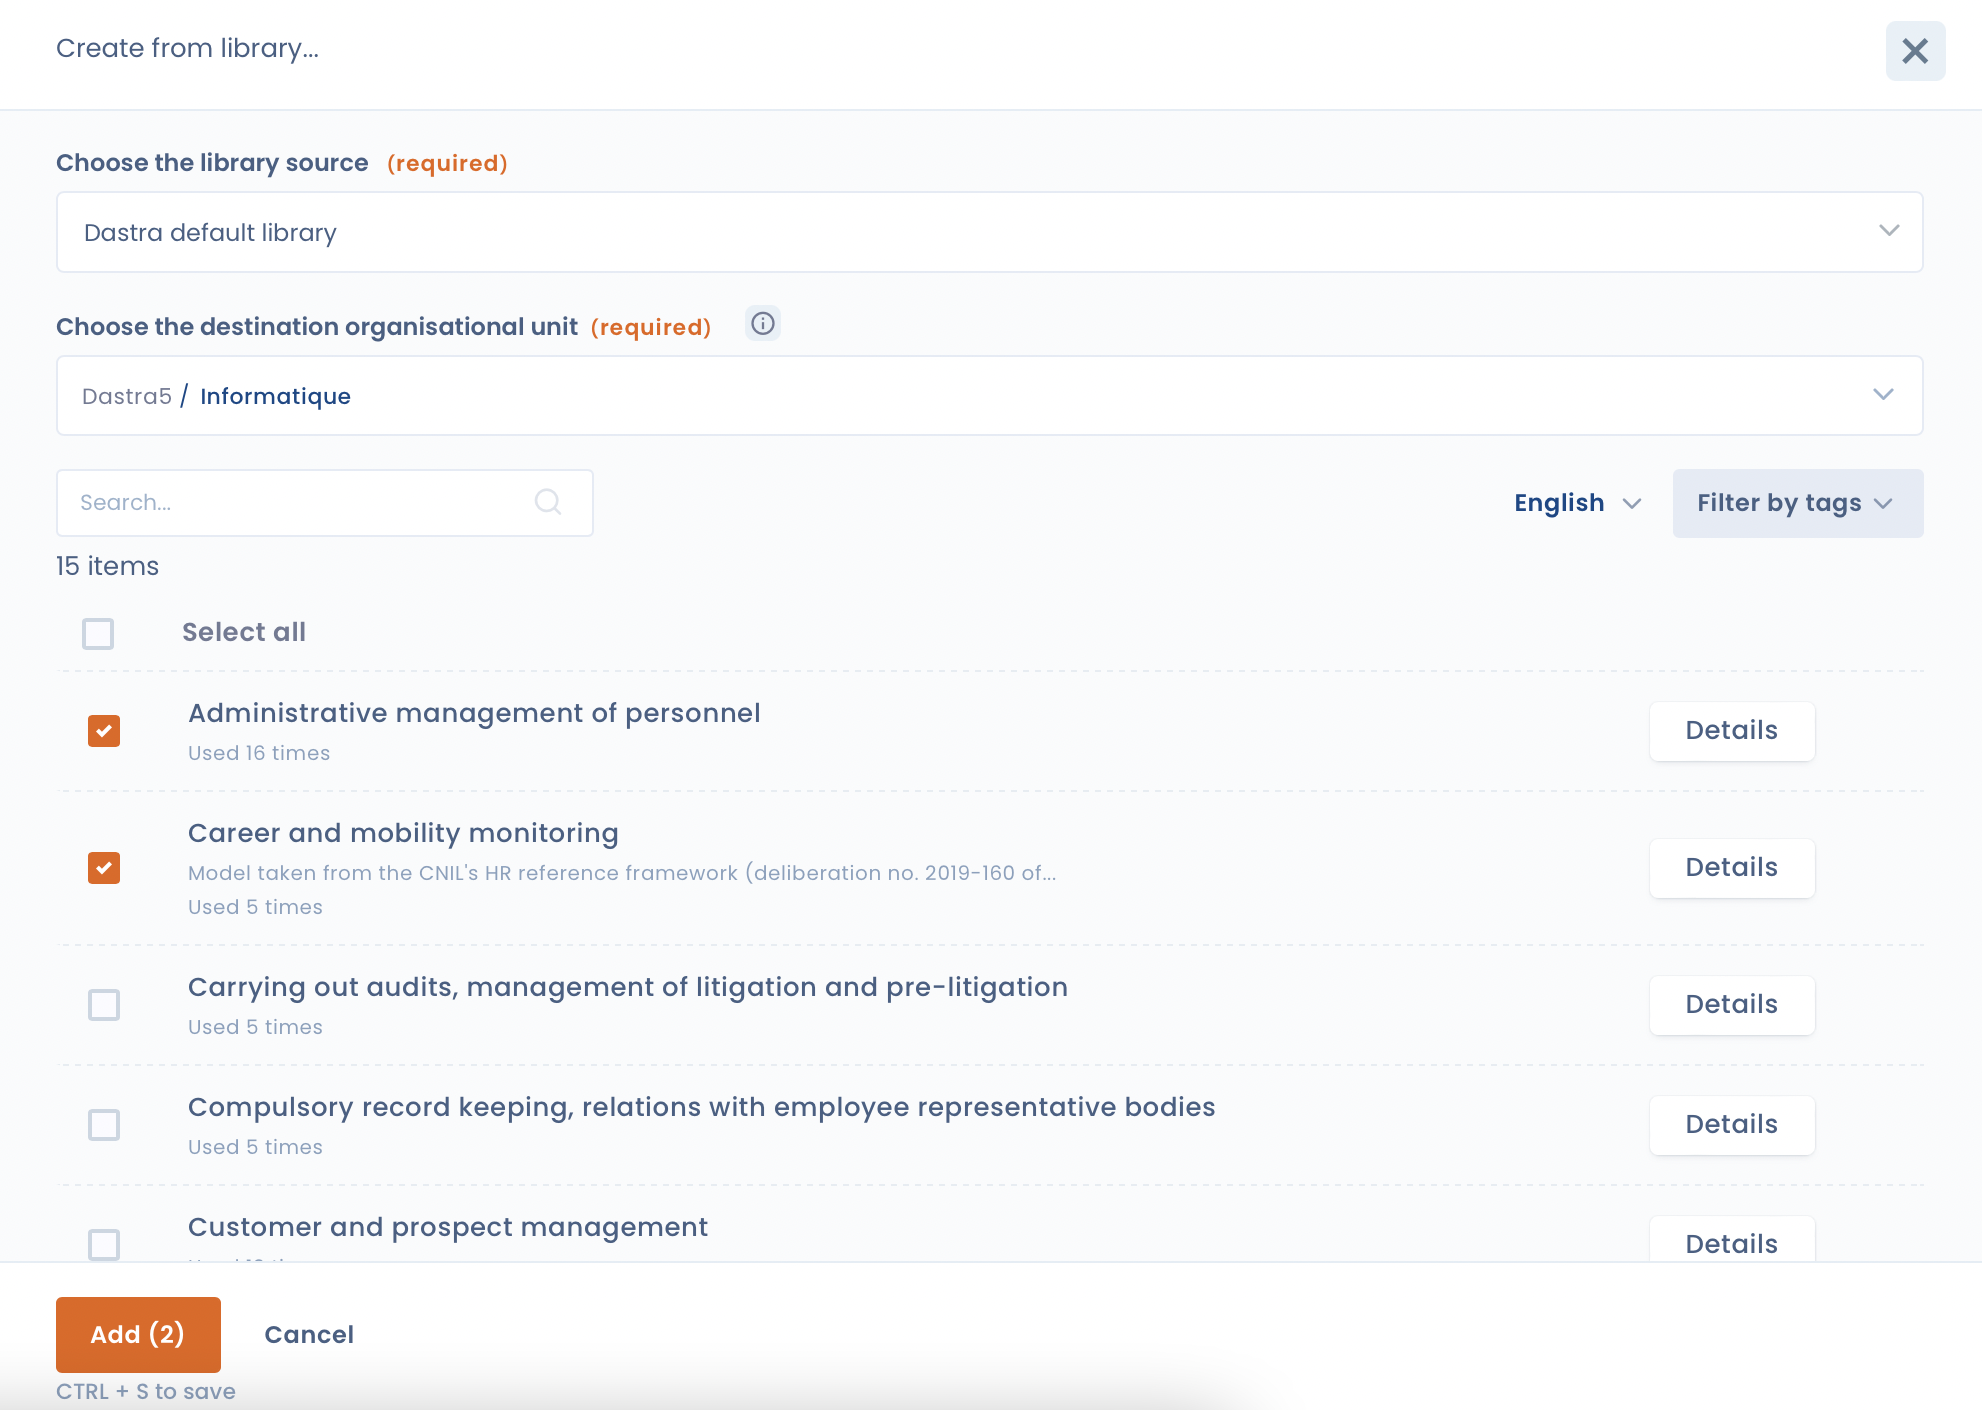 Create from library...
Choose the library source (required)
Dastra default library
Choose the destination organisational unit (required)
Dastra5 / Informatique
Search...
English
Filter by tags
15 items
Select all
Administrative management of personnel
Used 16 times
Details
Career and mobility monitoring
Model taken from the CNIL's HR reference framework (deliberation no. 2019-160 of...
Used 5 times
Details
Carrying out audits, management of litigation and pre-litigation
Used 5 times
Details
Compulsory record keeping, relations with employee representative bodies
Used 5 times
Details
Customer and prospect management
Details
Add (2)
Cancel
CTRL + S to save